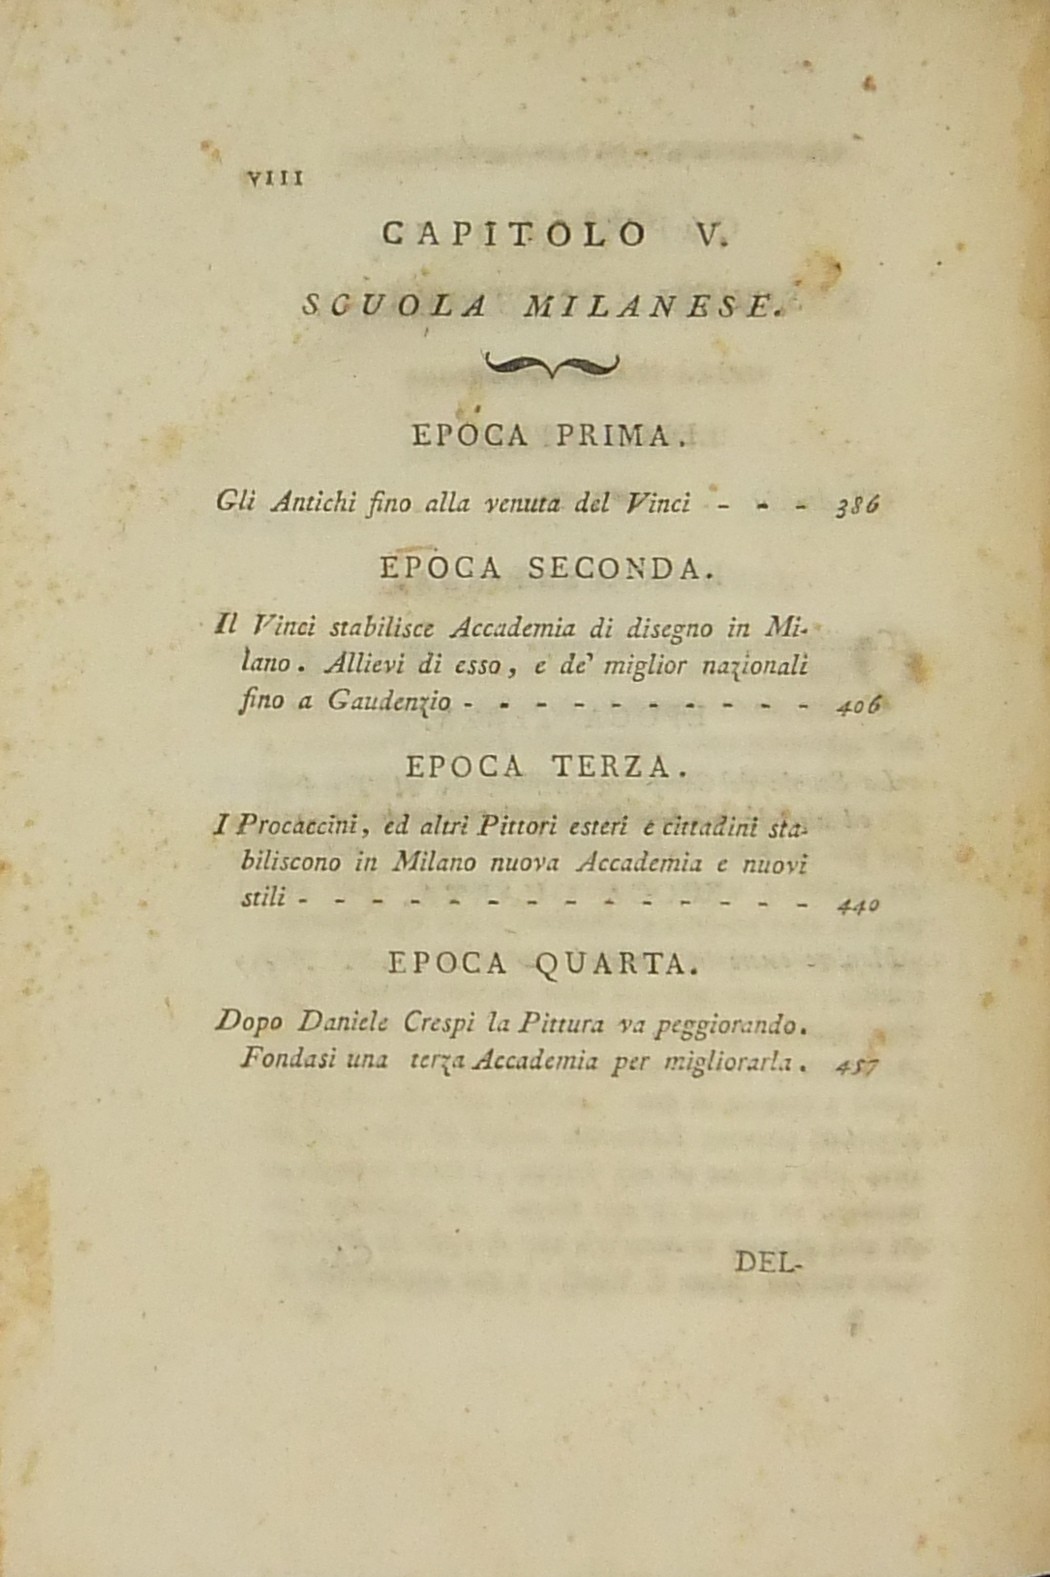 VIII
CAPITOLO V.
SCUOLA MILANESE.
EPOCA PRIMA.
Gli Antichi fino alla venuta del Vinci - - - 386
EPOCA SECONDA.
Il Vinci stabilisce Accademia di disegno in Mi-
lano. Allievi di esso, e de' miglior nazionali
fino a Gaudenzio - - - - - - - - - - 406
EPOCA TERZA.
I Procaccini, ed altri Pittori esteri e cittadini sta-
biliscono in Milano nuova Accademia e nuovi
stili - - - - - - - - - - - - - - 440
EPOCA QUARTA.
Dopo Daniele Crespi la Pittura va peggiorando.
Fondasi una terza Accademia per migliorarla. 457
DEL-